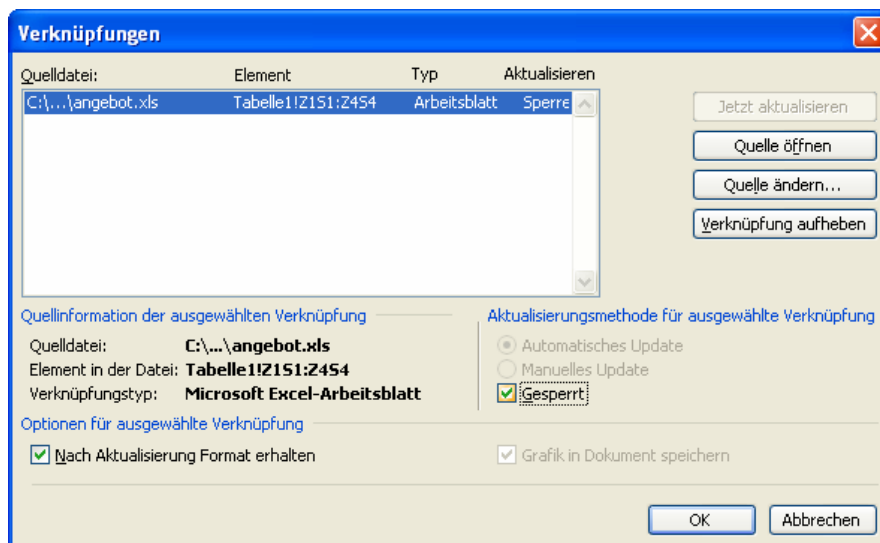 Verknüpfungen
Quelldatei: Element Typ Aktualisieren
C:\...\angebot.xls Tabelle1!Z1S1:Z4S4 Arbeitsblatt Sperre
Jetzt aktualisieren
Quelle öffnen
Quelle ändern...
Verknüpfung aufheben
Quellinformation der ausgewählten Verknüpfung
Quelldatei: C:\...\angebot.xls
Element in der Datei: Tabelle1!Z1S1:Z4S4
Verknüpfungstyp: Microsoft Excel-Arbeitsblatt
Aktualisierungsmethode für ausgewählte Verknüpfung
Automatisches Update
Manuelles Update
Gesperrt
Optionen für ausgewählte Verknüpfung
Nach Aktualisierung Format erhalten
Grafik in Dokument speichern
OK
Abbrechen